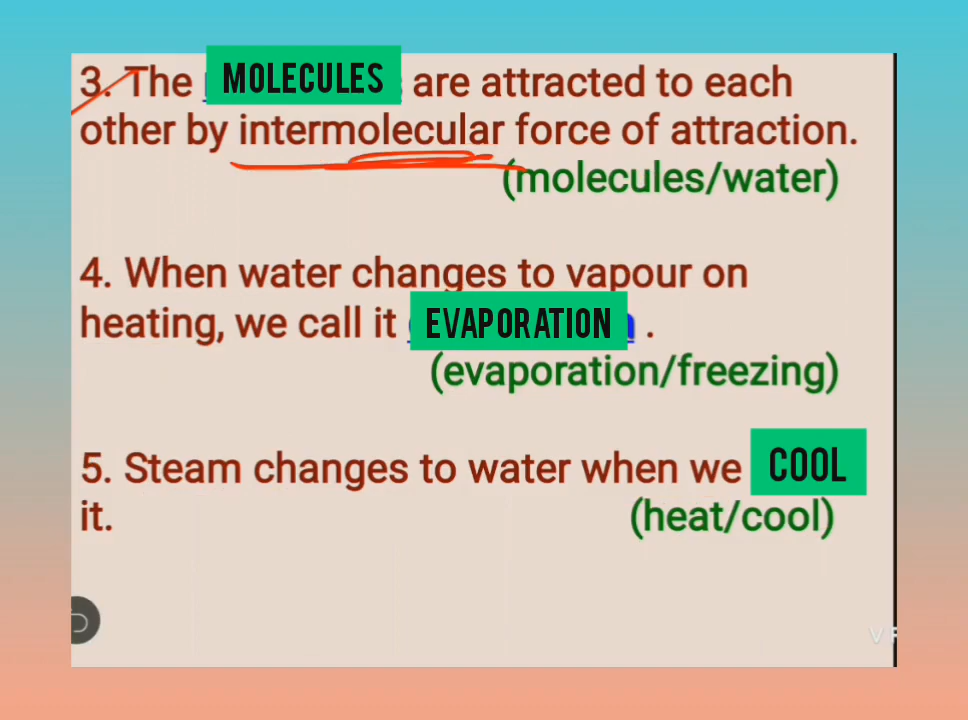 3. The MOLECULES are attracted to each
other by intermolecular force of attraction.
(molecules/water)
4. When water changes to vapour on
heating, we call it EVAPORATION .
(evaporation/freezing)
5. Steam changes to water when we COOL
it. (heat/cool)